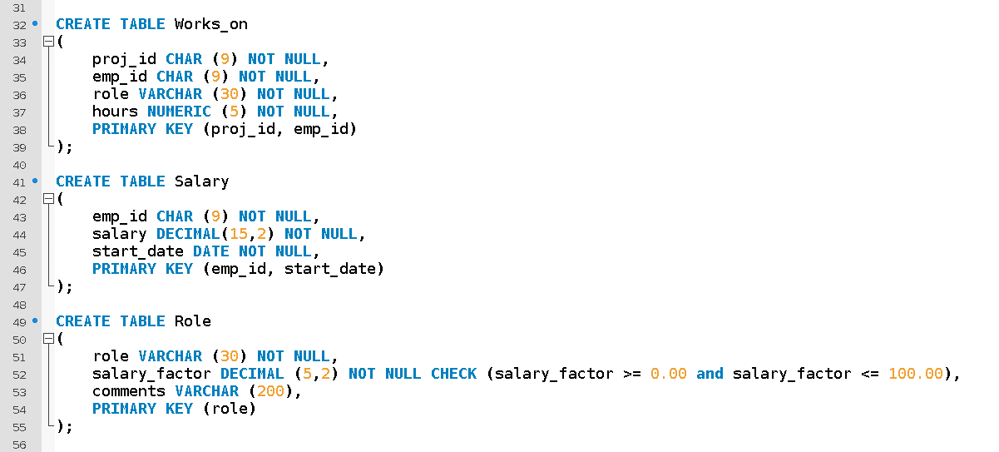 31
32 CREATE TABLE Works_on
33 (
34 proj_id CHAR (9) NOT NULL,
35 emp_id CHAR (9) NOT NULL,
36 role VARCHAR (30) NOT NULL,
37 hours NUMERIC (5) NOT NULL,
38 PRIMARY KEY (proj_id, emp_id)
39 );
40
41 CREATE TABLE Salary
42 (
43 emp_id CHAR (9) NOT NULL,
44 salary DECIMAL(15,2) NOT NULL,
45 start_date DATE NOT NULL,
46 PRIMARY KEY (emp_id, start_date)
47 );
48
49 CREATE TABLE Role
50 (
51 role VARCHAR (30) NOT NULL,
52 salary_factor DECIMAL (5,2) NOT NULL CHECK (salary_factor >= 0.00 and salary_factor <= 100.00),
53 comments VARCHAR (200),
54 PRIMARY KEY (role)
55 );
56